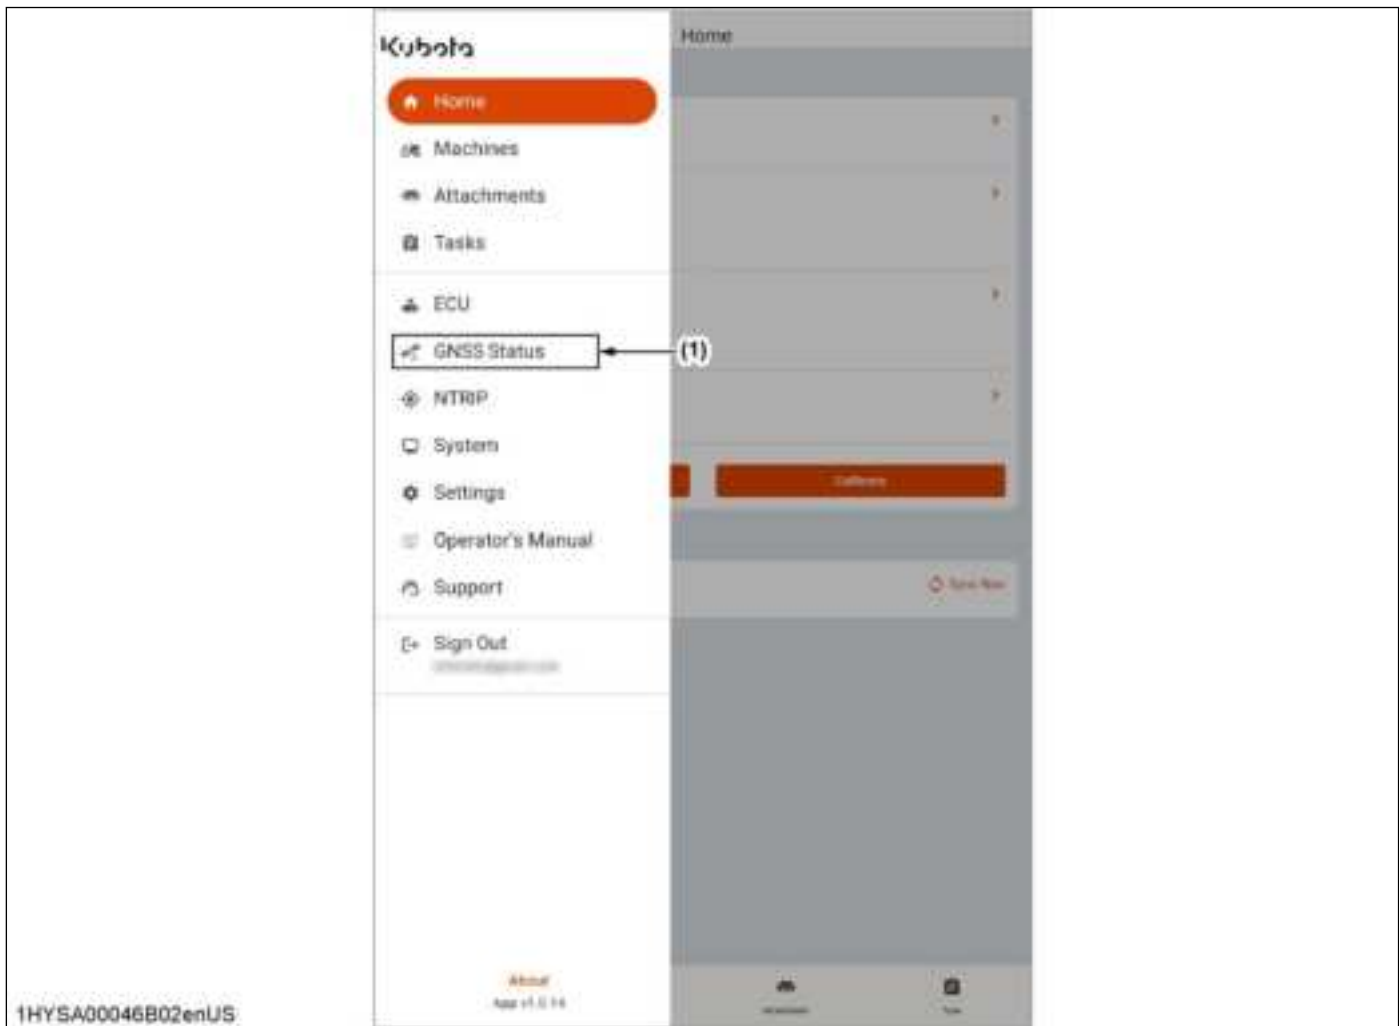 Kubota
Home
Home
Machines
Attachments
Tasks
ECU
GNSS Status
(1)
NTRIP
System
Settings
Operator's Manual
Support
Sign Out
About
1HYSA00046B02enUS